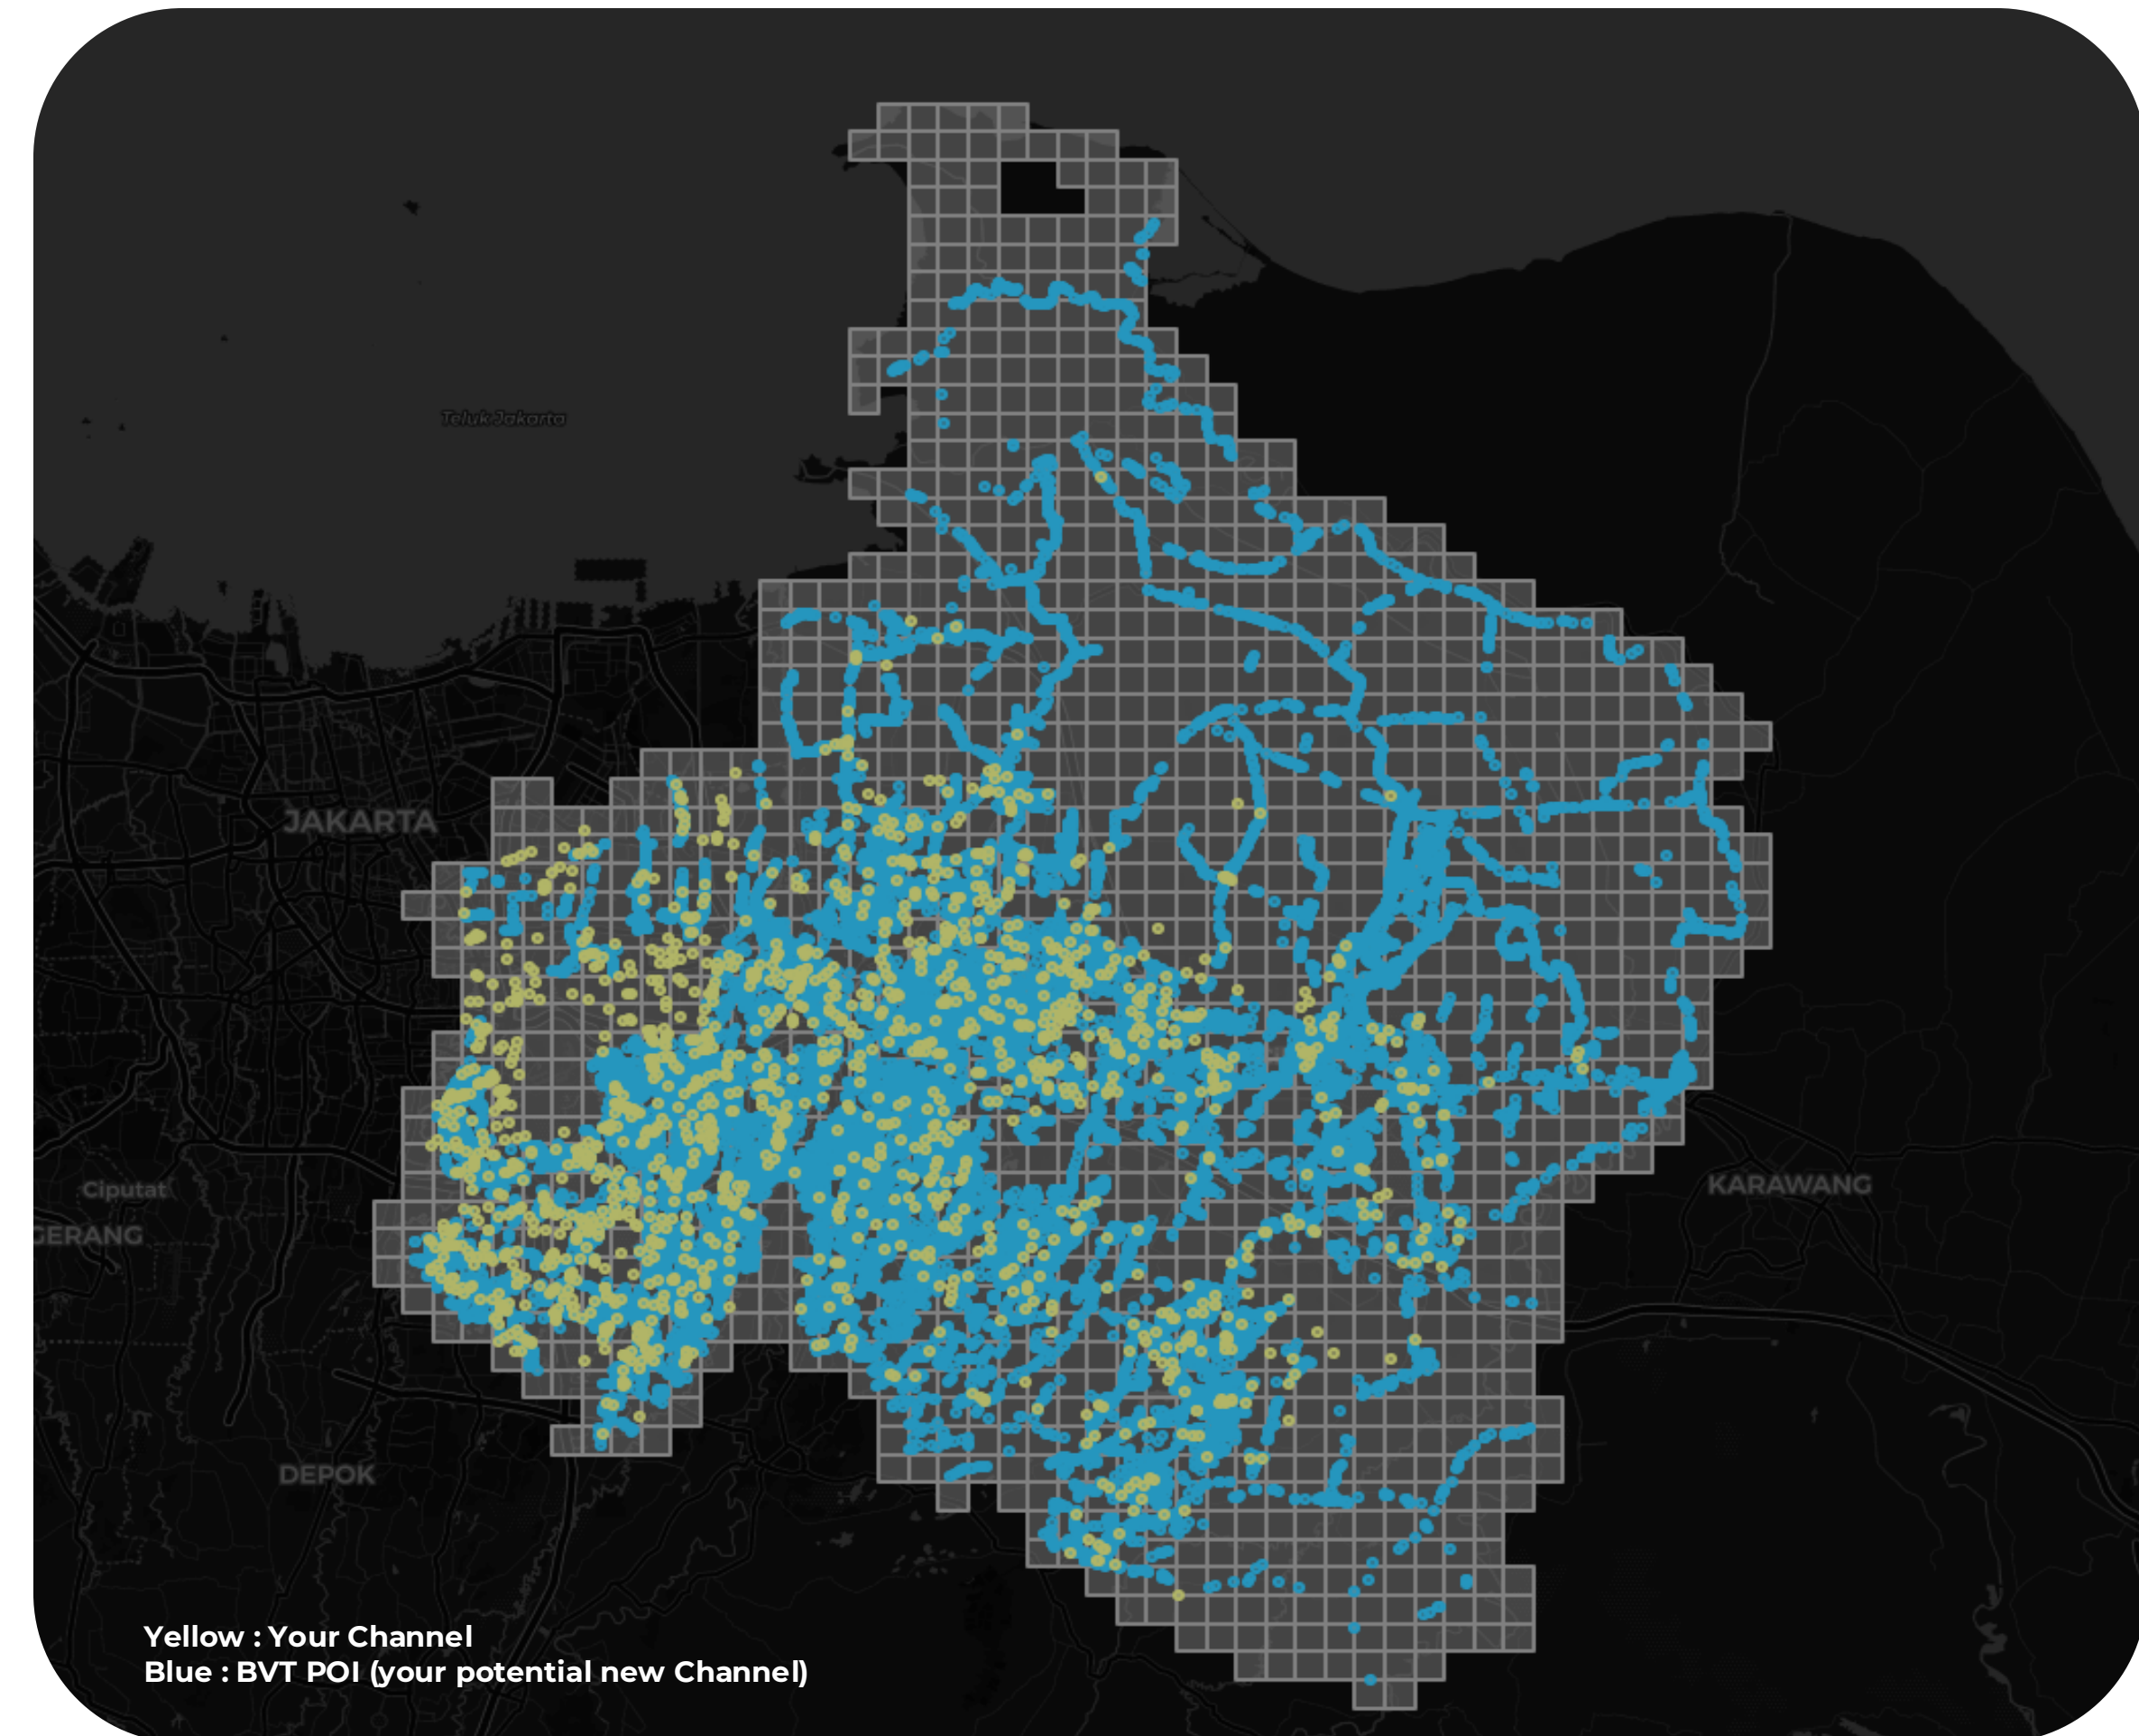 Teluk Jakarta
JAKARTA
Ciputat
GERANG
KARAWANG
DEPOK
Yellow : Your Channel
Blue : BVT POI (your potential new Channel)